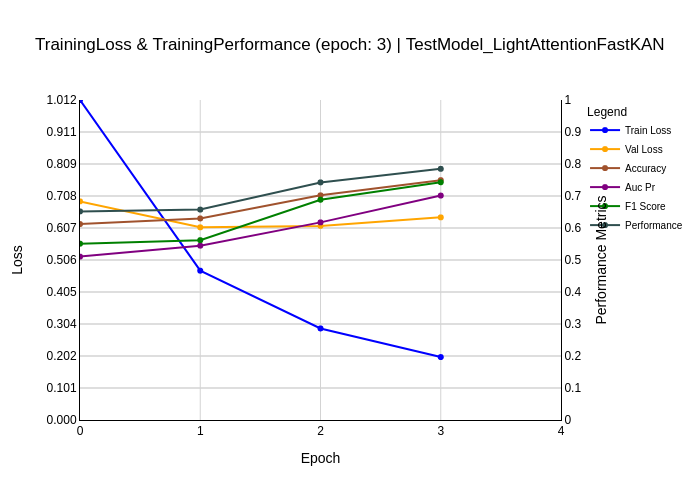 TrainingLoss & TrainingPerformance (epoch: 3) | TestModel_LightAttentionFastKAN
1.012
0.911
0.809
0.708
0.607
0.506
0.405
0.304
0.202
0.101
0.000
Loss
0
1
2
3
4
Epoch
1
0.9
0.8
0.7
0.6
0.5
0.4
0.3
0.2
0.1
0
Performance Metrics
Legend
Train Loss
Val Loss
Accuracy
Auc Pr
F1 Score
Performance